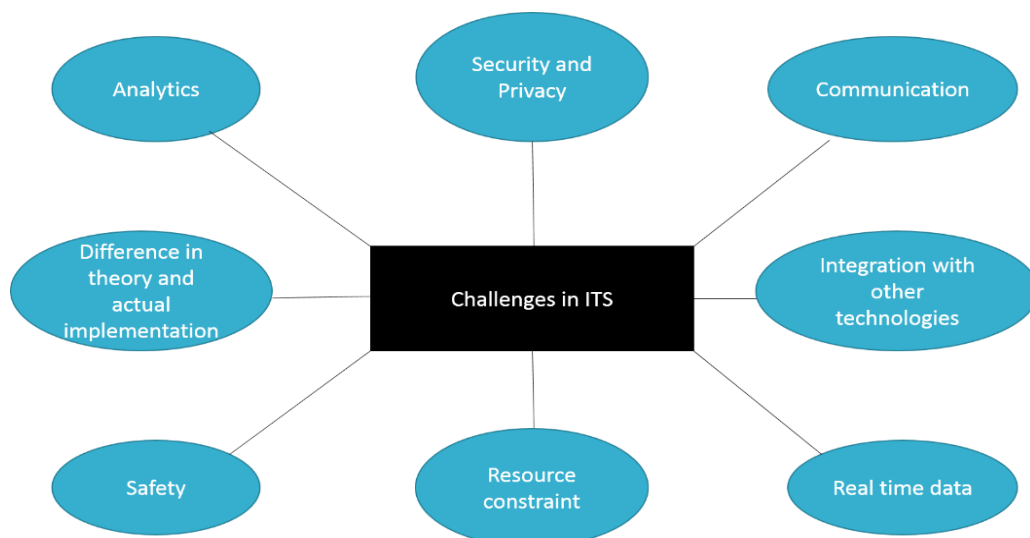 Analytics
Security and
Privacy
Communication
Difference in
theory and
actual
implementation
Challenges in ITS
Integration with
other
technologies
Safety
Resource
constraint
Real time data